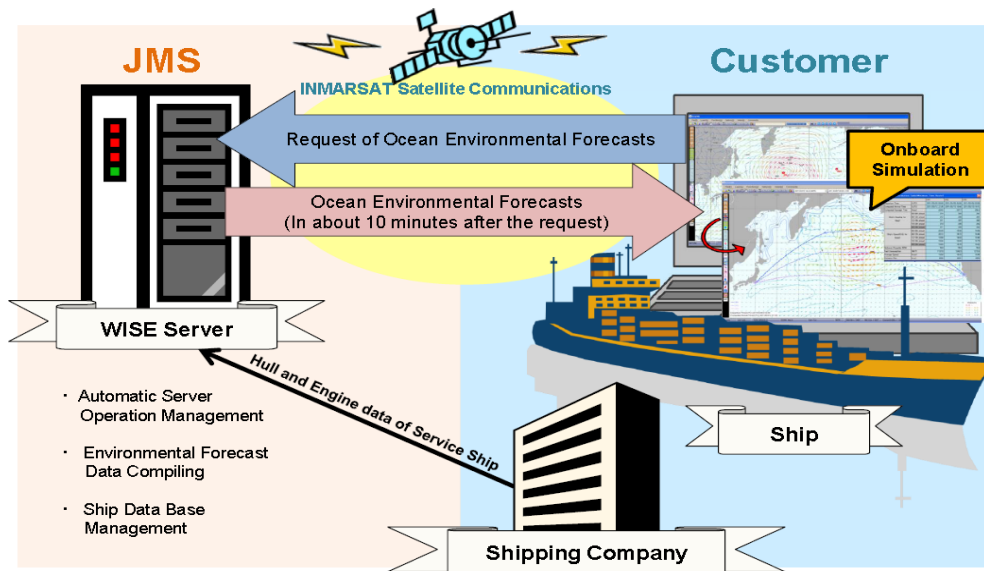 JMS
Customer
INMARSAT Satellite Communications
Request of Ocean Environmental Forecasts
Onboard
Simulation
Ocean Environmental Forecasts
(In about 10 minutes after the request)
WISE Server
Hull and Engine data of Service Ship
・ Automatic Server
Operation Management
・ Environmental Forecast
Data Compiling
・ Ship Data Base
Management
Ship
Shipping Company